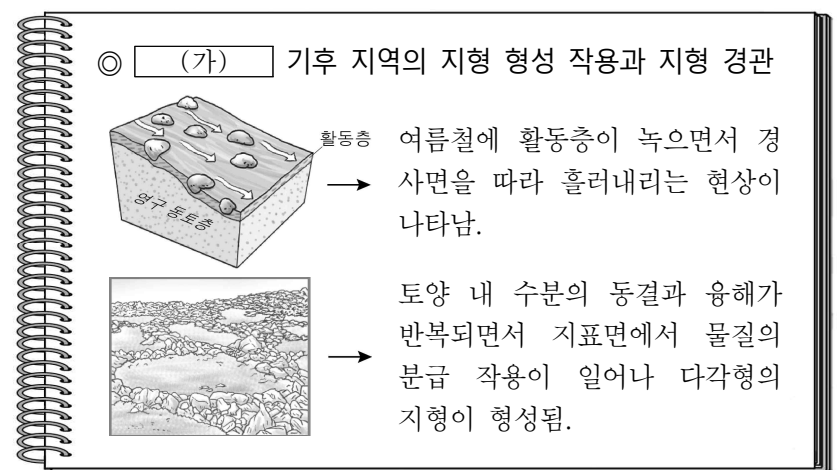 ◎ (가) 기후 지역의 지형 형성 작용과 지형 경관
활동층
영구 동토층
여름철에 활동층이 녹으면서 경
사면을 따라 흘러내리는 현상이
나타남.
토양 내 수분의 동결과 융해가
반복되면서 지표면에서 물질의
분급 작용이 일어나 다각형의
지형이 형성됨.